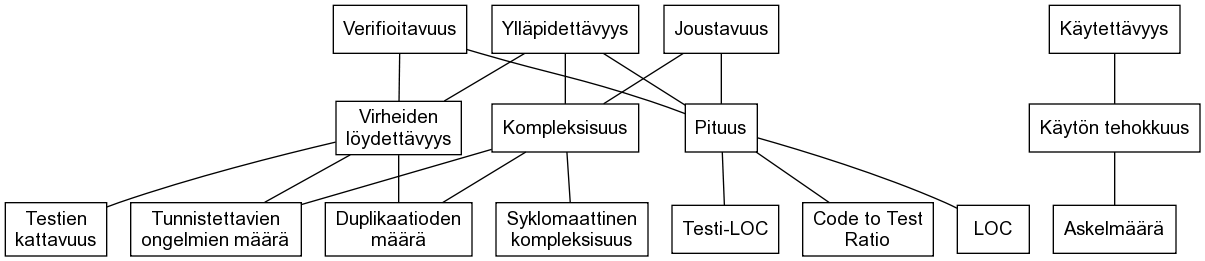 Verifioitavuus
Ylläpidettävyys
Joustavuus
Käytettävyys
Virheiden
löydettävyys
Kompleksisuus
Pituus
Käytön tehokkuus
Testien
kattavuus
Tunnistettavien
ongelmien määrä
Duplikaatioden
määrä
Syklomaattinen
kompleksisuus
Testi-LOC
Code to Test
Ratio
LOC
Askelmäärä